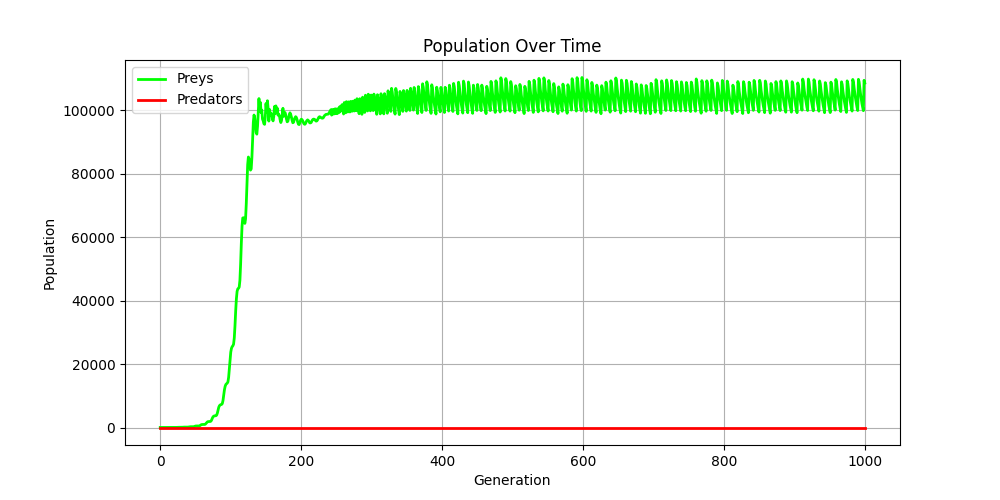 Population Over Time
Preys
Predators
100000
80000
60000
40000
20000
0
Population
0 200 400 600 800 1000
Generation